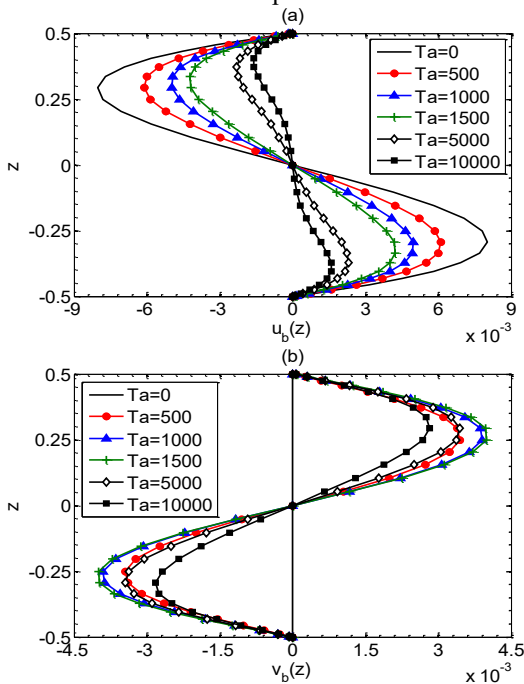 (a)
0.5
0.25
0
-0.25
-0.5
z
Ta=0
Ta=500
Ta=1000
Ta=1500
Ta=5000
Ta=10000
-9 -6 -3 0 3 6 9
u_b(z)
x 10^-3
(b)
0.5
0.25
0
-0.25
-0.5
z
Ta=0
Ta=500
Ta=1000
Ta=1500
Ta=5000
Ta=10000
-4.5 -3 -1.5 0 1.5 3 4.5
v_b(z)
x 10^-3